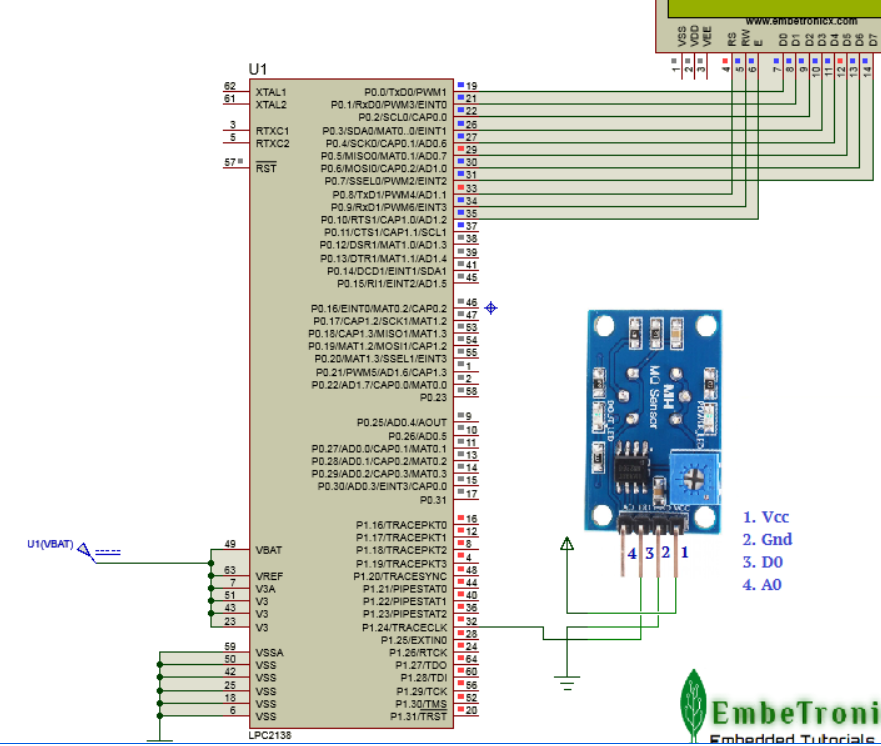 www.embetronicx.com
VSS VDD VEE RS RW E D0 D1 D2 D3 D4 D5 D6 D7
1 2 3 4 5 6 7 8 9 10 11 12 13 14
U1
62 XTAL1 P0.0/TxD0/PWM1 19
61 XTAL2 P0.1/RxD0/PWM3/EINT0 21
P0.2/SCL0/CAP0.0 22
3 RTXC1 P0.3/SDA0/MAT0..0/EINT1 26
5 RTXC2 P0.4/SCK0/CAP0.1/AD0.6 27
P0.5/MISO0/MAT0.1/AD0.7 29
57 RST P0.6/MOSI0/CAP0.2/AD1.0 30
P0.7/SSEL0/PWM2/EINT2 31
P0.8/TxD1/PWM4/AD1.1 33
P0.9/RxD1/PWM6/EINT3 34
P0.10/RTS1/CAP1.0/AD1.2 35
P0.11/CTS1/CAP1.1/SCL1 37
P0.12/DSR1/MAT1.0/AD1.3 38
P0.13/DTR1/MAT1.1/AD1.4 39
P0.14/DCD1/EINT1/SDA1 41
P0.15/RI1/EINT2/AD1.5 45
P0.16/EINT0/MAT0.2/CAP0.2 46
P0.17/CAP1.2/SCK1/MAT1.2 47
P0.18/CAP1.3/MISO1/MAT1.3 53
P0.19/MAT1.2/MOSI1/CAP1.2 54
P0.20/MAT1.3/SSEL1/EINT3 55
P0.21/PWM5/AD1.6/CAP1.3 1
P0.22/AD1.7/CAP0.0/MAT0.0 2
P0.23 58
P0.25/AD0.4/AOUT 9
P0.26/AD0.5 10
P0.27/AD0.0/CAP0.1/MAT0.1 11
P0.28/AD0.1/CAP0.2/MAT0.2 13
P0.29/AD0.2/CAP0.3/MAT0.3 14
P0.30/AD0.3/EINT3/CAP0.0 15
P0.31 17
P1.16/TRACEPKT0 16
P1.17/TRACEPKT1 12
U1(VBAT) 49 VBAT P1.18/TRACEPKT2 8
P1.19/TRACEPKT3 4
63 VREF P1.20/TRACESYNC 48
7 V3A P1.21/PIPESTAT0 44
51 V3 P1.22/PIPESTAT1 40
43 V3 P1.23/PIPESTAT2 36
23 V3 P1.24/TRACECLK 32
P1.25/EXTIN0 28
59 VSSA P1.26/RTCK 24
50 VSS P1.27/TDO 64
42 VSS P1.28/TDI 60
25 VSS P1.29/TCK 56
18 VSS P1.30/TMS 52
6 VSS P1.31/TRST 20
LPC2138
MH
MQ Sensor
4 3 2 1
1. Vcc
2. Gnd
3. D0
4. A0
EmbeTroni
Embedded Tutorials